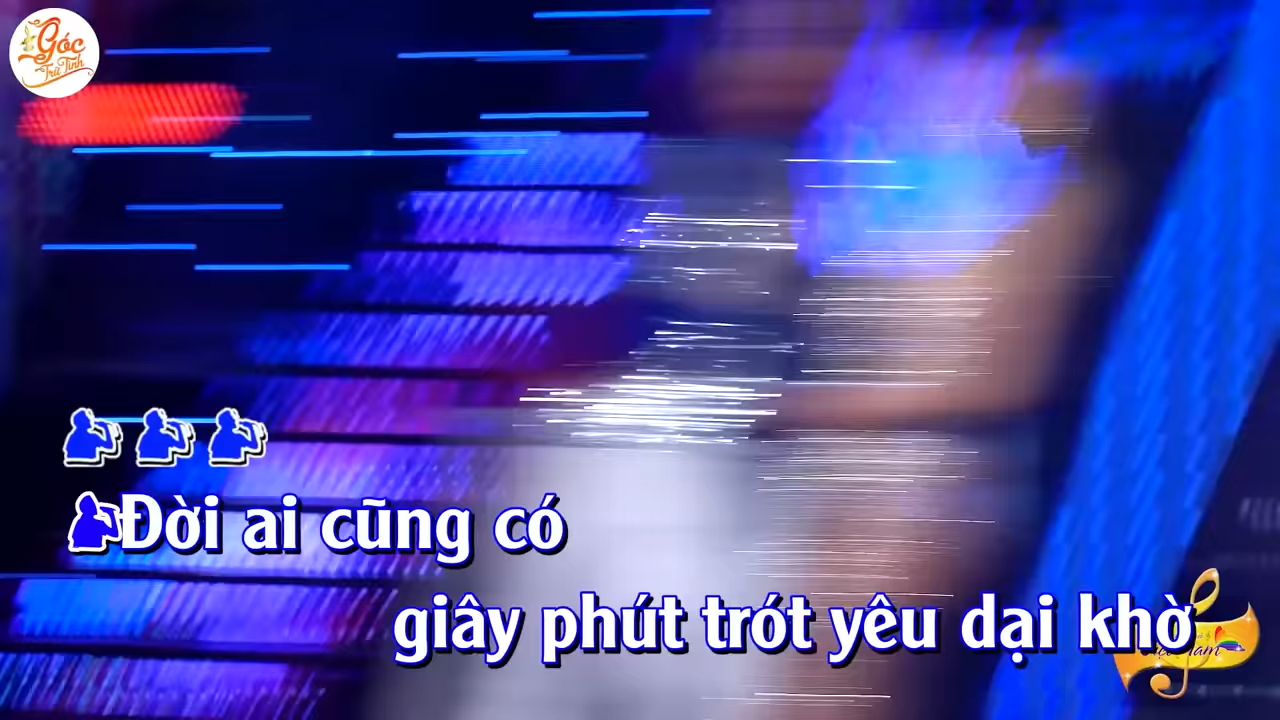 Góc
Trữ Tình
Đời ai cũng có
giây phút trót yêu dại khờ